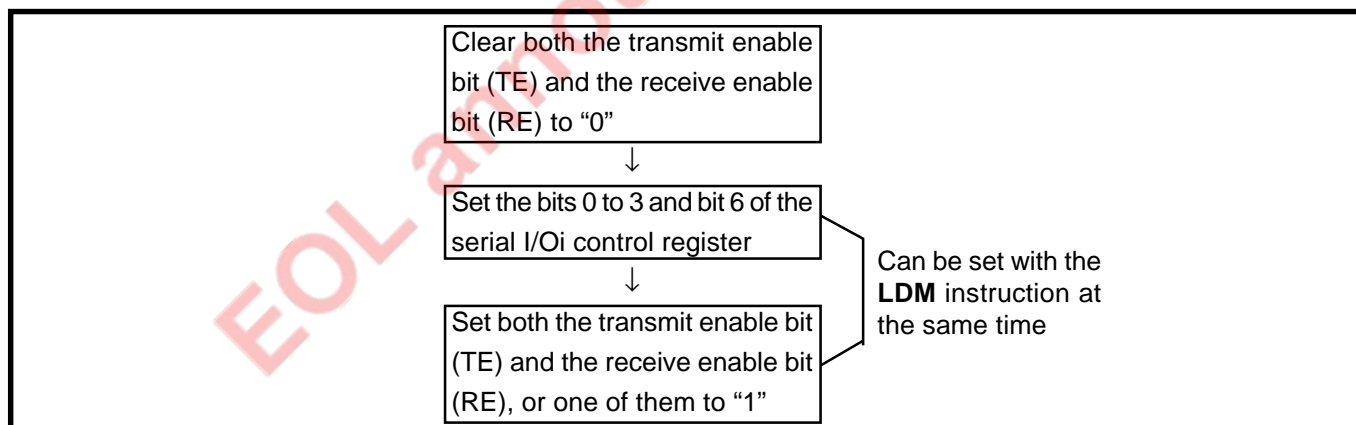 Clear both the transmit enable
bit (TE) and the receive enable
bit (RE) to “0”
↓
Set the bits 0 to 3 and bit 6 of the
serial I/Oi control register
↓
Set both the transmit enable bit
(TE) and the receive enable bit
(RE), or one of them to “1”
Can be set with the
LDM instruction at
the same time
EOL